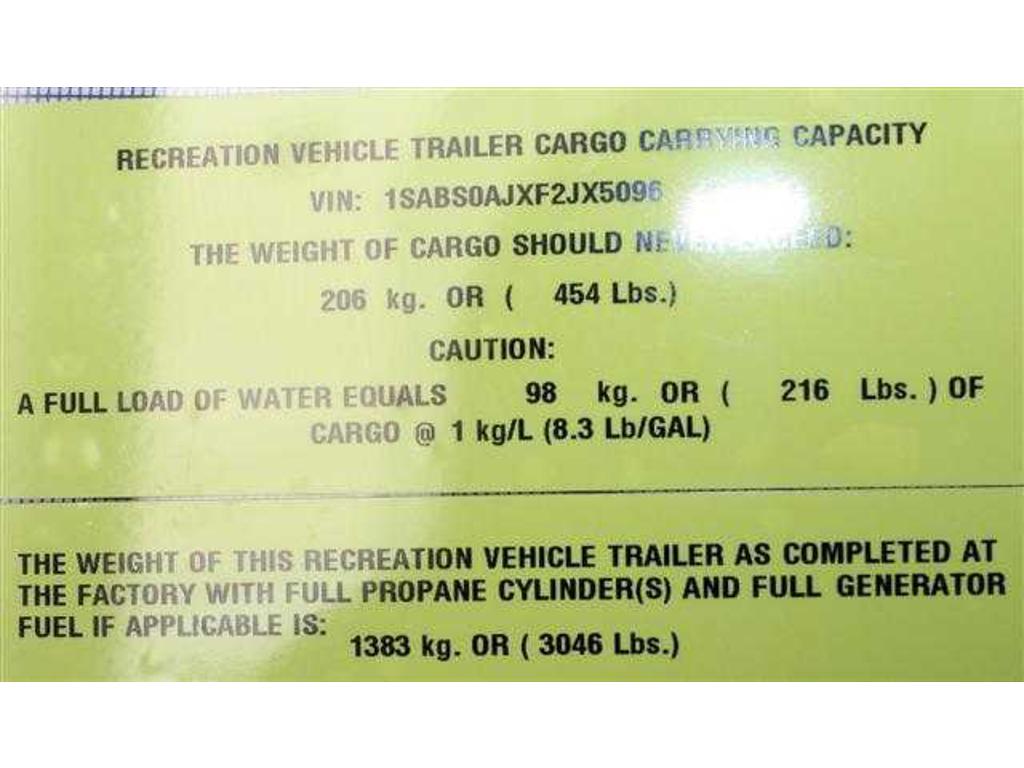 RECREATION VEHICLE TRAILER CARGO CARRYING CAPACITY
VIN: 1SABS0AJXF2JX5096
THE WEIGHT OF CARGO SHOULD
206 kg. OR ( 454 Lbs.)
CAUTION:
A FULL LOAD OF WATER EQUALS 98 kg. OR ( 216 Lbs. ) OF
CARGO @ 1 kg/L (8.3 Lb/GAL)
THE WEIGHT OF THIS RECREATION VEHICLE TRAILER AS COMPLETED AT
THE FACTORY WITH FULL PROPANE CYLINDER(S) AND FULL GENERATOR
FUEL IF APPLICABLE IS:
1383 kg. OR ( 3046 Lbs.)